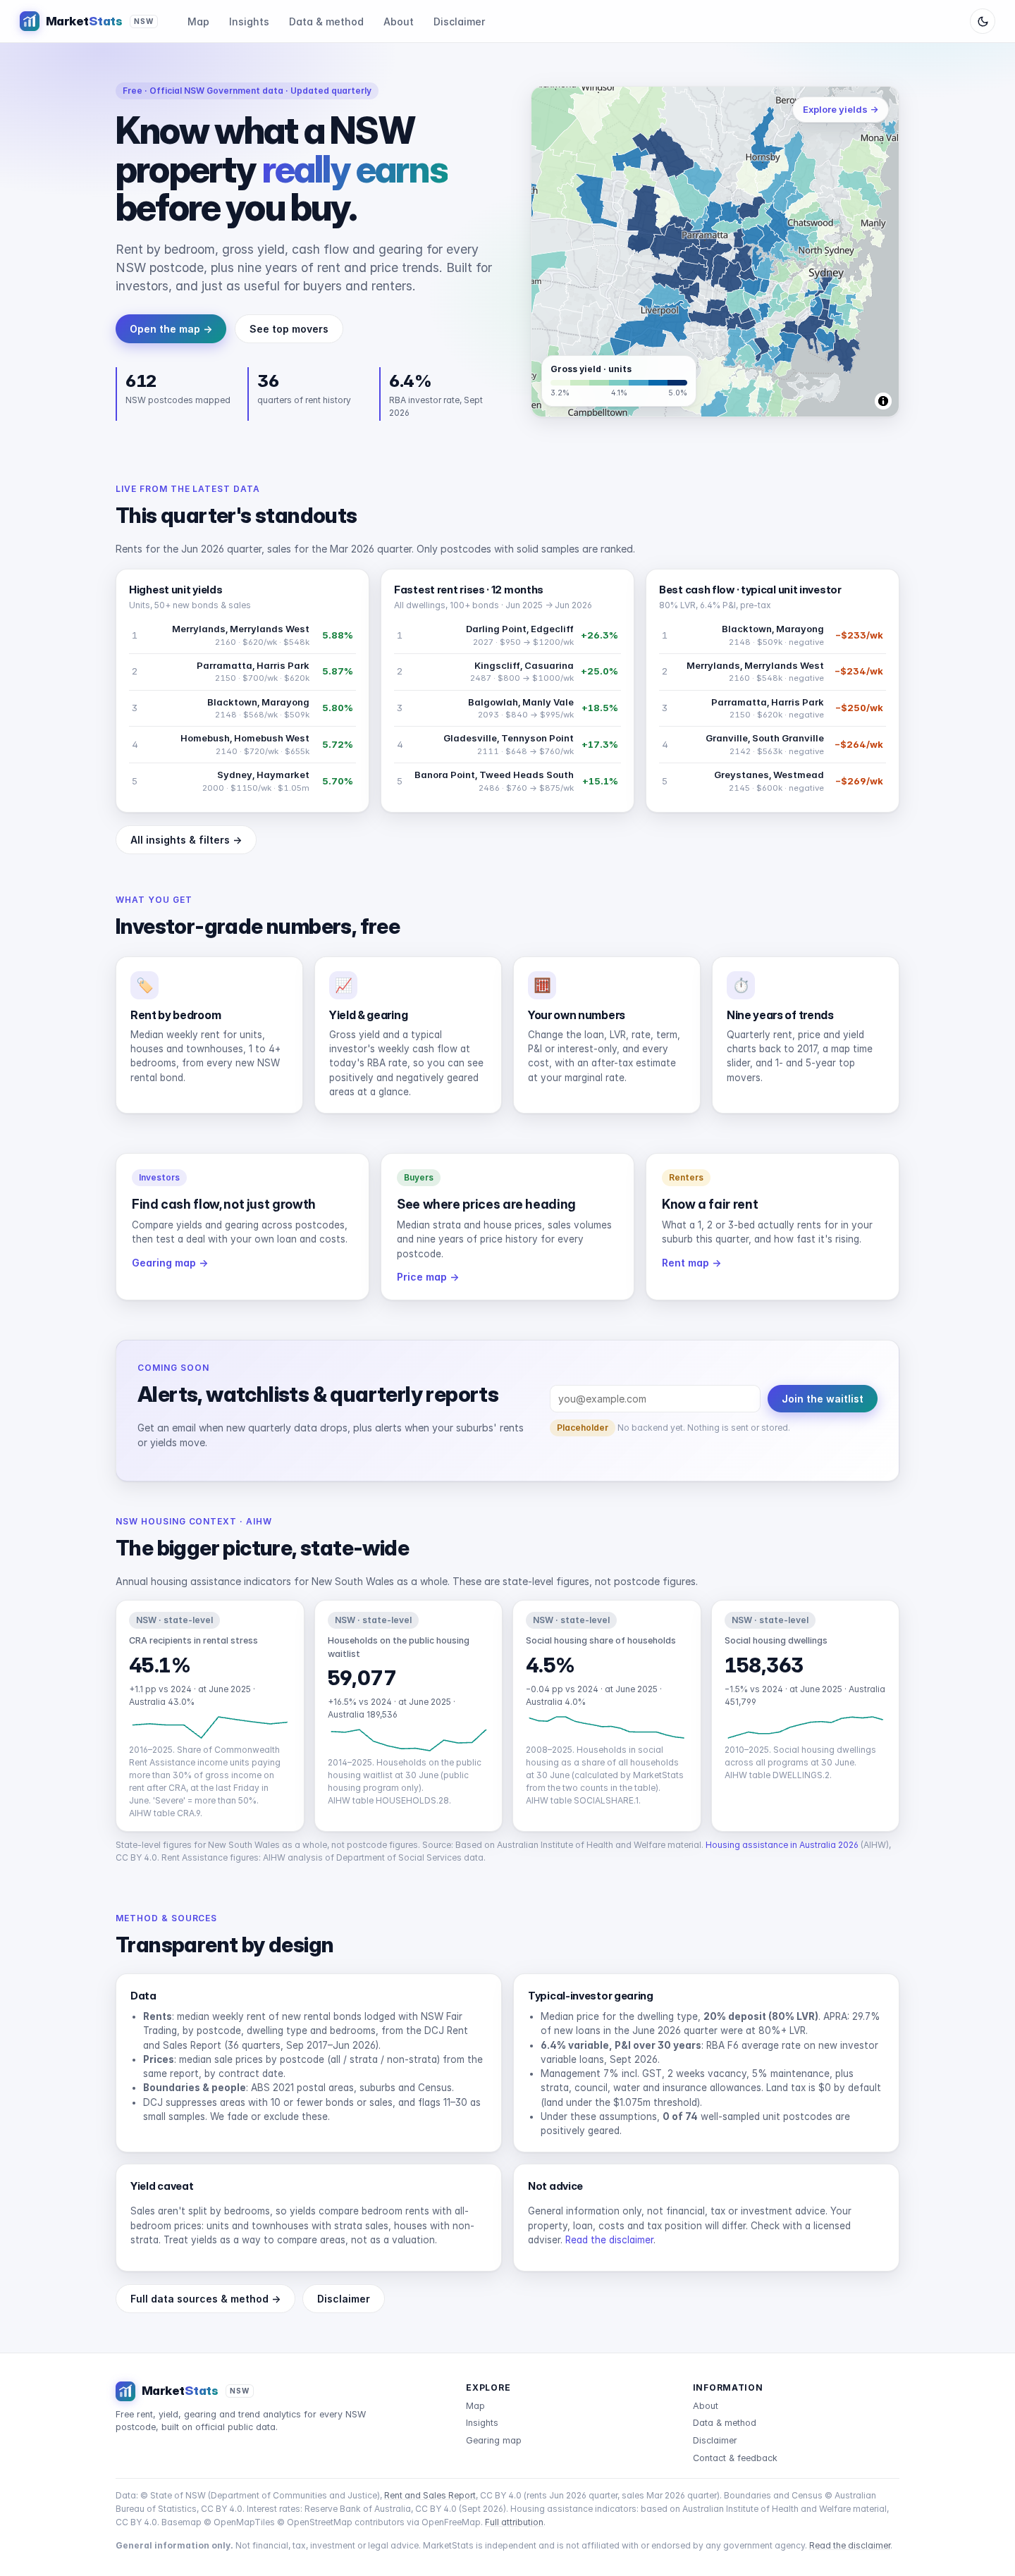 MarketStats NSW Map Insights Data & method About Disclaimer
Free · Official NSW Government data · Updated quarterly
Know what a NSW
property really earns
before you buy.
Rent by bedroom, gross yield, cash flow and gearing for every
NSW postcode, plus nine years of rent and price trends. Built for
investors, and just as useful for buyers and renters.
Open the map →
See top movers
612
NSW postcodes mapped
36
quarters of rent history
6.4%
RBA investor rate, Sept
2026
Windsor
Explore yields →
Mona Val
Hornsby
Chatswood
Manly
Parramatta
North Sydney
Sydney
Liverpool
Gross yield · units
3.2% 4.1% 5.0%
Campbelltown
LIVE FROM THE LATEST DATA
This quarter's standouts
Rents for the Jun 2026 quarter, sales for the Mar 2026 quarter. Only postcodes with solid samples are ranked.
Highest unit yields
Units, 50+ new bonds & sales
1 Merrylands, Merrylands West 5.88%
2160 · $620/wk · $548k
2 Parramatta, Harris Park 5.87%
2150 · $700/wk · $620k
3 Blacktown, Marayong 5.80%
2148 · $568/wk · $509k
4 Homebush, Homebush West 5.72%
2140 · $720/wk · $655k
5 Sydney, Haymarket 5.70%
2000 · $1150/wk · $1.05m
Fastest rent rises · 12 months
All dwellings, 100+ bonds · Jun 2025 → Jun 2026
1 Darling Point, Edgecliff +26.3%
2027 · $950 → $1200/wk
2 Kingscliff, Casuarina +25.0%
2487 · $800 → $1000/wk
3 Balgowlah, Manly Vale +18.5%
2093 · $840 → $995/wk
4 Gladesville, Tennyson Point +17.3%
2111 · $648 → $760/wk
5 Banora Point, Tweed Heads South +15.1%
2486 · $760 → $875/wk
Best cash flow · typical unit investor
80% LVR, 6.4% P&I, pre-tax
1 Blacktown, Marayong −$233/wk
2148 · $509k · negative
2 Merrylands, Merrylands West −$234/wk
2160 · $548k · negative
3 Parramatta, Harris Park −$250/wk
2150 · $620k · negative
4 Granville, South Granville −$264/wk
2142 · $563k · negative
5 Greystanes, Westmead −$269/wk
2145 · $600k · negative
All insights & filters →
WHAT YOU GET
Investor-grade numbers, free
Rent by bedroom
Median weekly rent for units,
houses and townhouses, 1 to 4+
bedrooms, from every new NSW
rental bond.
Yield & gearing
Gross yield and a typical
investor's weekly cash flow at
today's RBA rate, so you can see
positively and negatively geared
areas at a glance.
Your own numbers
Change the loan, LVR, rate, term,
P&I or interest-only, and every
cost, with an after-tax estimate
at your marginal rate.
Nine years of trends
Quarterly rent, price and yield
charts back to 2017, a map time
slider, and 1- and 5-year top
movers.
Investors
Find cash flow, not just growth
Compare yields and gearing across postcodes,
then test a deal with your own loan and costs.
Gearing map →
Buyers
See where prices are heading
Median strata and house prices, sales volumes
and nine years of price history for every
postcode.
Price map →
Renters
Know a fair rent
What a 1, 2 or 3-bed actually rents for in your
suburb this quarter, and how fast it's rising.
Rent map →
COMING SOON
Alerts, watchlists & quarterly reports
Get an email when new quarterly data drops, plus alerts when your suburbs' rents
or yields move.
you@example.com
Join the waitlist
Placeholder No backend yet. Nothing is sent or stored.
NSW HOUSING CONTEXT · AIHW
The bigger picture, state-wide
Annual housing assistance indicators for New South Wales as a whole. These are state-level figures, not postcode figures.
NSW · state-level
CRA recipients in rental stress
45.1%
+1.1 pp vs 2024 · at June 2025 ·
Australia 43.0%
2016–2025. Share of Commonwealth
Rent Assistance income units paying
more than 30% of gross income on
rent after CRA, at the last Friday in
June. 'Severe' = more than 50%.
AIHW table CRA.9.
NSW · state-level
Households on the public housing
waitlist
59,077
+16.5% vs 2024 · at June 2025 ·
Australia 189,536
2014–2025. Households on the public
housing waitlist at 30 June (public
housing program only).
AIHW table HOUSEHOLDS.28.
NSW · state-level
Social housing share of households
4.5%
−0.04 pp vs 2024 · at June 2025 ·
Australia 4.0%
2008–2025. Households in social
housing as a share of all households
at 30 June (calculated by MarketStats
from the two counts in the table).
AIHW table SOCIALSHARE.1.
NSW · state-level
Social housing dwellings
158,363
−1.5% vs 2024 · at June 2025 · Australia
451,799
2010–2025. Social housing dwellings
across all programs at 30 June.
AIHW table DWELLINGS.2.
State-level figures for New South Wales as a whole, not postcode figures. Source: Based on Australian Institute of Health and Welfare material. Housing assistance in Australia 2026 (AIHW),
CC BY 4.0. Rent Assistance figures: AIHW analysis of Department of Social Services data.
METHOD & SOURCES
Transparent by design
Data
• Rents: median weekly rent of new rental bonds lodged with NSW Fair
Trading, by postcode, dwelling type and bedrooms, from the DCJ Rent
and Sales Report (36 quarters, Sep 2017–Jun 2026).
• Prices: median sale prices by postcode (all / strata / non-strata) from the
same report, by contract date.
• Boundaries & people: ABS 2021 postal areas, suburbs and Census.
• DCJ suppresses areas with 10 or fewer bonds or sales, and flags 11–30 as
small samples. We fade or exclude these.
Typical-investor gearing
• Median price for the dwelling type, 20% deposit (80% LVR). APRA: 29.7%
of new loans in the June 2026 quarter were at 80%+ LVR.
• 6.4% variable, P&I over 30 years: RBA F6 average rate on new investor
variable loans, Sept 2026.
• Management 7% incl. GST, 2 weeks vacancy, 5% maintenance, plus
strata, council, water and insurance allowances. Land tax is $0 by default
(land under the $1.075m threshold).
• Under these assumptions, 0 of 74 well-sampled unit postcodes are
positively geared.
Yield caveat
Sales aren't split by bedrooms, so yields compare bedroom rents with all-
bedroom prices: units and townhouses with strata sales, houses with non-
strata. Treat yields as a way to compare areas, not as a valuation.
Not advice
General information only, not financial, tax or investment advice. Your
property, loan, costs and tax position will differ. Check with a licensed
adviser. Read the disclaimer.
Full data sources & method →
Disclaimer
MarketStats NSW
Free rent, yield, gearing and trend analytics for every NSW
postcode, built on official public data.
EXPLORE
Map
Insights
Gearing map
INFORMATION
About
Data & method
Disclaimer
Contact & feedback
Data: © State of NSW (Department of Communities and Justice), Rent and Sales Report, CC BY 4.0 (rents Jun 2026 quarter, sales Mar 2026 quarter). Boundaries and Census © Australian
Bureau of Statistics, CC BY 4.0. Interest rates: Reserve Bank of Australia, CC BY 4.0 (Sept 2026). Housing assistance indicators: based on Australian Institute of Health and Welfare material,
CC BY 4.0. Basemap © OpenMapTiles © OpenStreetMap contributors via OpenFreeMap. Full attribution.
General information only. Not financial, tax, investment or legal advice. MarketStats is independent and is not affiliated with or endorsed by any government agency. Read the disclaimer.